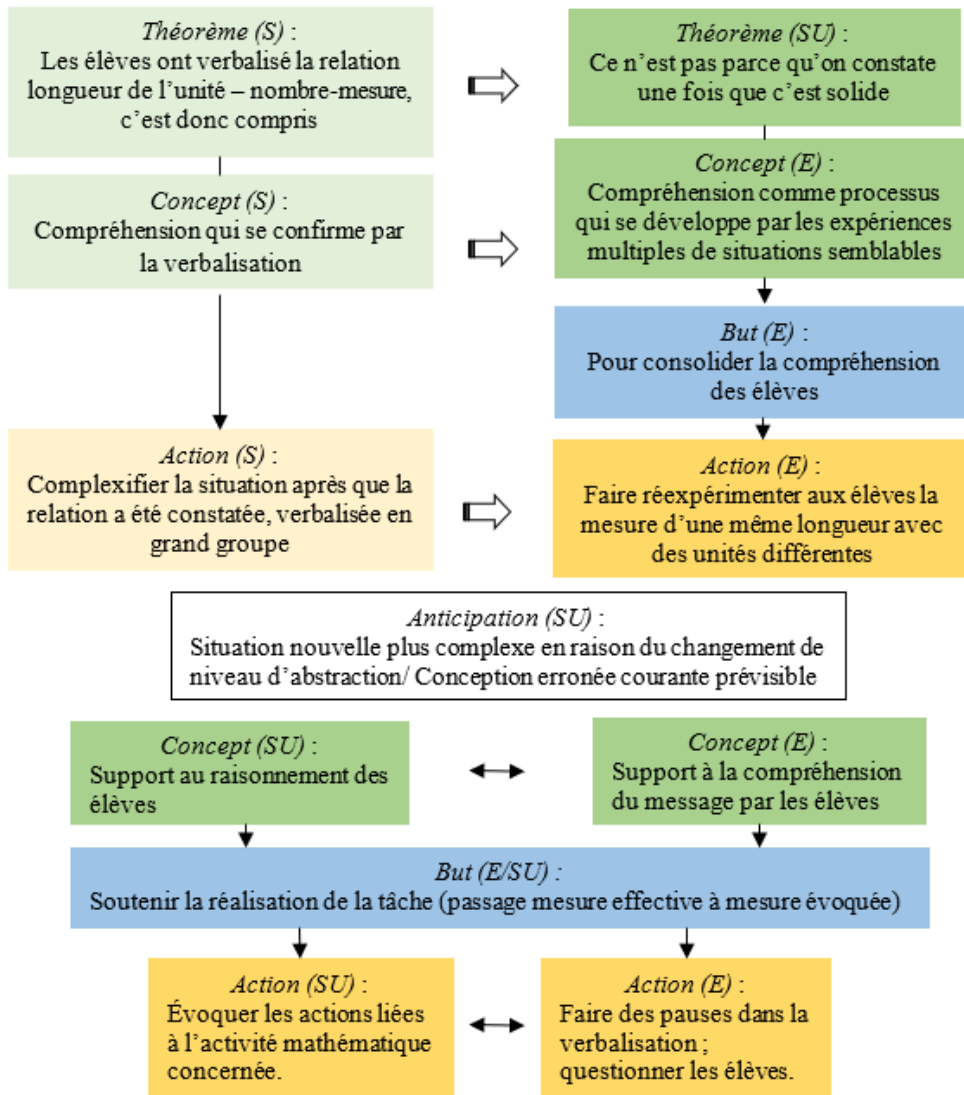 Théorème (S) :
Les élèves ont verbalisé la relation
longueur de l'unité – nombre-mesure,
c'est donc compris
Théorème (SU) :
Ce n'est pas parce qu'on constate
une fois que c'est solide
Concept (S) :
Compréhension qui se confirme par
la verbalisation
Concept (E) :
Compréhension comme processus
qui se développe par les expériences
multiples de situations semblables
But (E) :
Pour consolider la compréhension
des élèves
Action (S) :
Complexifier la situation après que la
relation a été constatée, verbalisée en
grand groupe
Action (E) :
Faire réexpérimenter aux élèves la
mesure d'une même longueur avec
des unités différentes
Anticipation (SU) :
Situation nouvelle plus complexe en raison du changement de
niveau d'abstraction/ Conception erronée courante prévisible
Concept (SU) :
Support au raisonnement des
élèves
Concept (E) :
Support à la compréhension
du message par les élèves
But (E/SU) :
Soutenir la réalisation de la tâche (passage mesure effective à mesure évoquée)
Action (SU) :
Évoquer les actions liées
à l'activité mathématique
concernée.
Action (E) :
Faire des pauses dans la
verbalisation ;
questionner les élèves.